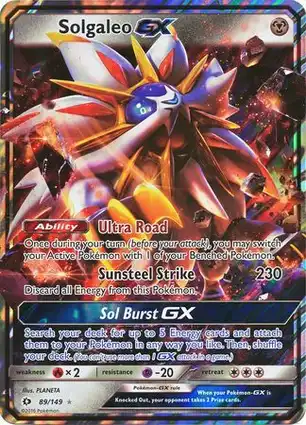 Solgaleo GX
Ability Ultra Road
Once during your turn (before your attack), you may switch
your Active Pokémon with 1 of your Benched Pokémon.
Sunsteel Strike 230
Discard all Energy from this Pokémon.
Sol Burst GX
Search your deck for up to 5 Energy cards and attach
them to your Pokémon in any way you like. Then, shuffle
your deck. (You can't use more than 1 GX attack in a game.)
weakness × 2 resistance -20 retreat
Illus. PLANETA
Pokémon-GX rule
When your Pokémon-GX is
Knocked Out, your opponent takes 2 Prize cards.
89/149
©2016 Pokémon